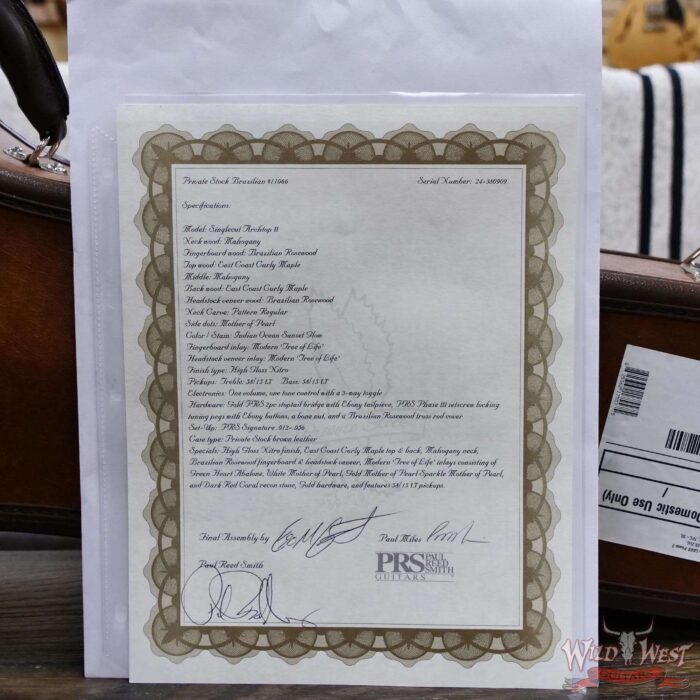 Private Stock Brazilian #11066 Serial Number: 24-380909
Specifications:
Model: Singlecut Archtop II
Neck wood: Mahogany
Fingerboard wood: Brazilian Rosewood
Top wood: East Coast Curly Maple
Middle: Mahogany
Back wood: East Coast Curly Maple
Headstock veneer wood: Brazilian Rosewood
Neck Carve: Pattern Regular
Side dots: Mother of Pearl
Color / Stain: Indian Ocean Sunset Glow
Fingerboard inlay: Modern 'Tree of Life'
Headstock veneer inlay: Modern 'Tree of Life'
Finish type: High Gloss Nitro
Pickups: Treble: 58/15 LT Bass: 58/15 LT
Electronics: One volume, one tone control with a 3-way toggle
Hardware: Gold PRS 2pc stoptail bridge with Ebony tailpiece, PRS Phase III setscrew locking
tuning pegs with Ebony buttons, a bone nut, and a Brazilian Rosewood truss rod cover
Set-Up: PRS Signature .012-.056
Case type: Private Stock brown leather
Specials: High Gloss Nitro finish, East Coast Curly Maple top & back, Mahogany neck,
Brazilian Rosewood fingerboard & headstock veneer, Modern 'Tree of Life' inlays consisting of
Green Heart Abalone, White Mother of Pearl, Gold Mother of Pearl Sparkle Mother of Pearl,
and Dark Red Coral recon stone, Gold hardware, and features 58/15 LT pickups.
Final Assembly by Paul Miles
Paul Reed Smith
PRS PAUL REED SMITH
GUITARS
Domestic Use Only)
WILD WEST
GUITARS